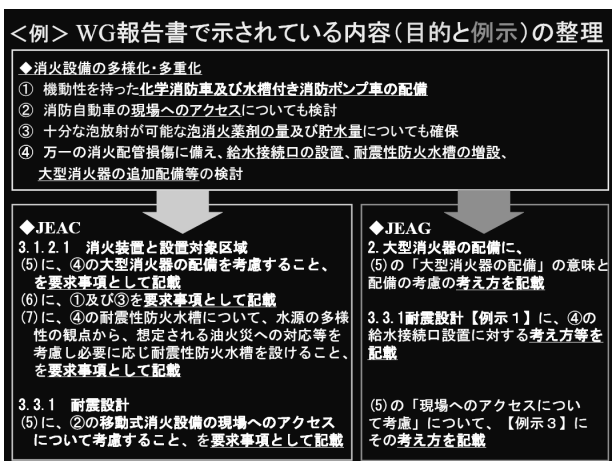 <例> WG報告書で示されている内容(目的と例示)の整理
◆消火設備の多様化・多重化
① 機動性を持った化学消防車及び水槽付き消防ポンプ車の配備
② 消防自動車の現場へのアクセスについても検討
③ 十分な泡放射が可能な泡消火薬剤の量及び貯水量についても確保
④ 万一の消火配管損傷に備え、給水接続口の設置、耐震性防火水槽の増設、
大型消火器の追加配備等の検討
◆JEAC
3.1.2.1 消火装置と設置対象区域
(5)に、④の大型消火器の配備を考慮すること、
を要求事項として記載
(6)に、①及び③を要求事項として記載
(7)に、④の耐震性防火水槽について、水源の多様
性の観点から、想定される油火災への対応等を
考慮し必要に応じ耐震性防火水槽を設けること、
を要求事項として記載
3.3.1 耐震設計
(5)に、②の移動式消火設備の現場へのアクセス
について考慮すること、を要求事項として記載
◆JEAG
2.大型消火器の配備に、
(5)の「大型消火器の配備」の意味と
配備の考慮の考え方を記載
3.3.1耐震設計【例示1】に、④の
給水接続口設置に対する考え方等を
記載
(5)の「現場へのアクセスについ
て考慮」について、【例示3】に
その考え方を記載